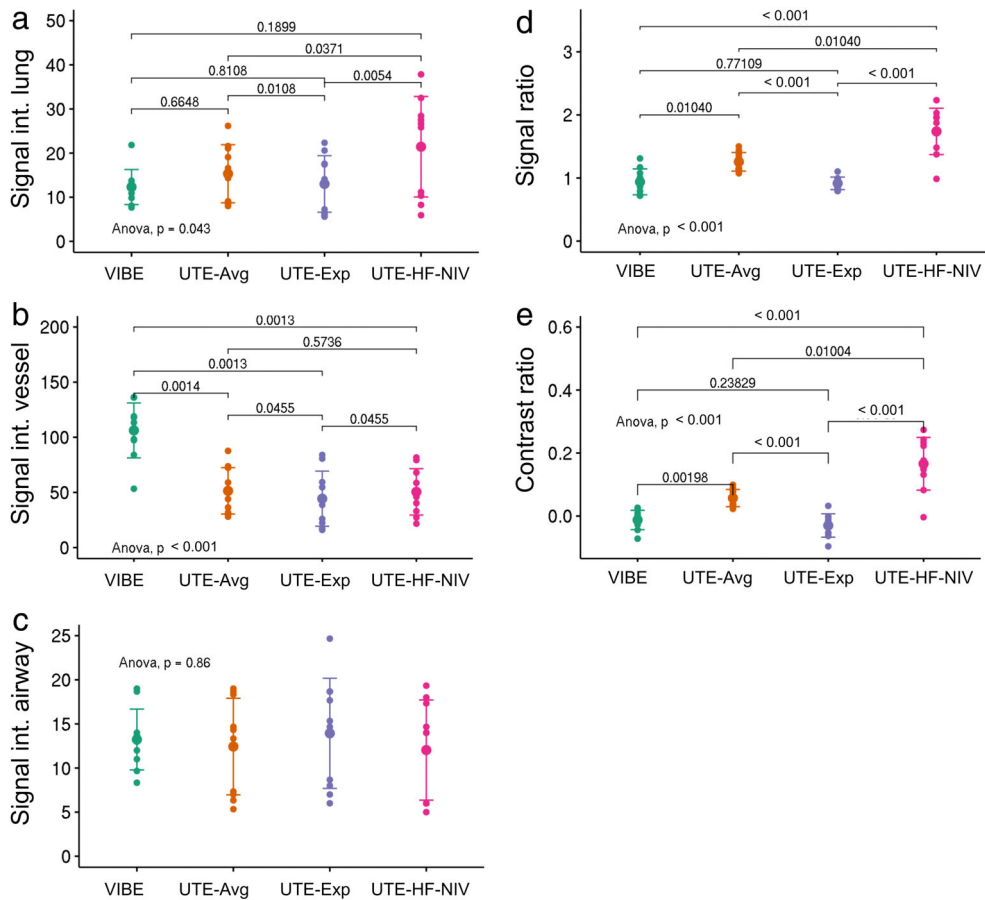 a
Signal int. lung
50
40
30
20
10
0
0.1899
0.0371
0.8108
0.0054
0.0108
0.6648
Anova, p = 0.043
VIBE UTE-Avg UTE-Exp UTE-HF-NIV
b
Signal int. vessel
200
150
100
50
0
0.0013
0.5736
0.0013
0.0014
0.0455 0.0455
Anova, p < 0.001
VIBE UTE-Avg UTE-Exp UTE-HF-NIV
c
Signal int. airway
25
20
15
10
5
0
Anova, p = 0.86
VIBE UTE-Avg UTE-Exp UTE-HF-NIV
d
Signal ratio
3
2
1
0
< 0.001
0.01040
0.77109
< 0.001 < 0.001
0.01040
Anova, p < 0.001
VIBE UTE-Avg UTE-Exp UTE-HF-NIV
e
Contrast ratio
0.6
0.4
0.2
0.0
< 0.001
0.01004
0.23829
Anova, p < 0.001
< 0.001
< 0.001
0.00198
VIBE UTE-Avg UTE-Exp UTE-HF-NIV